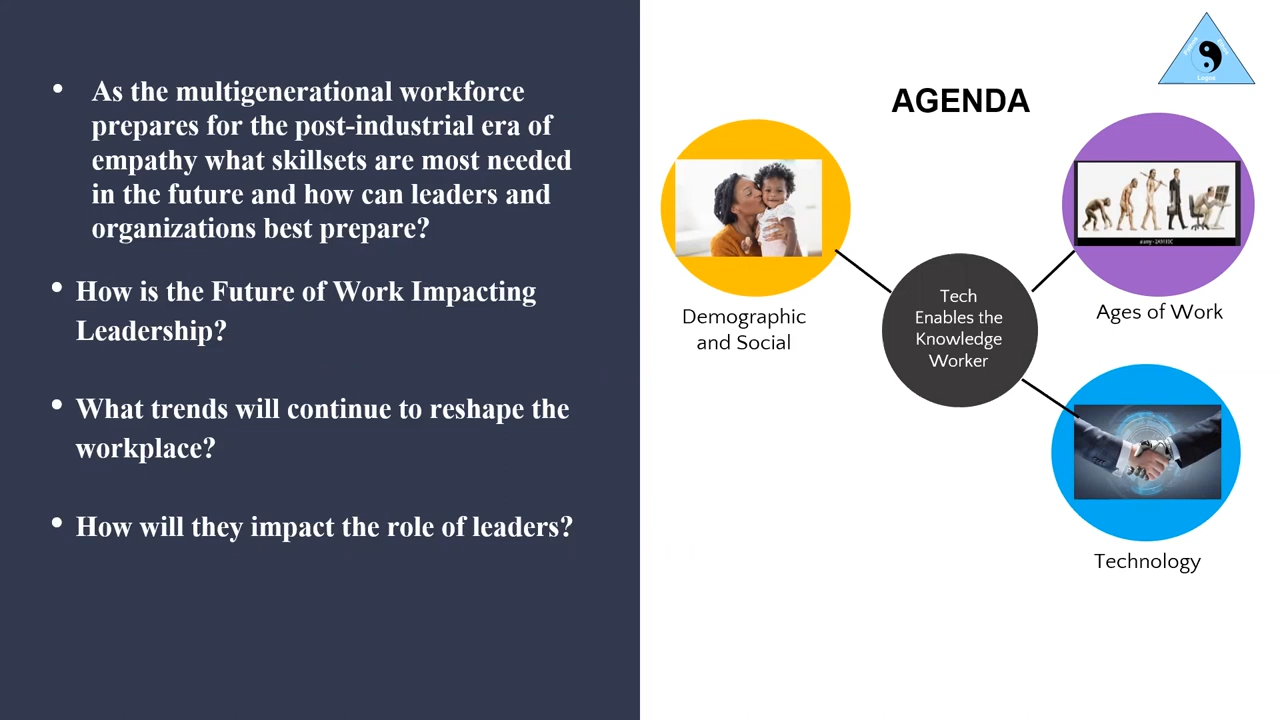 As the multigenerational workforce
prepares for the post-industrial era of
empathy what skillsets are most needed
in the future and how can leaders and
organizations best prepare?
How is the Future of Work Impacting
Leadership?
What trends will continue to reshape the
workplace?
How will they impact the role of leaders?
Logos
AGENDA
Demographic
and Social
Tech
Enables the
Knowledge
Worker
Ages of Work
Technology